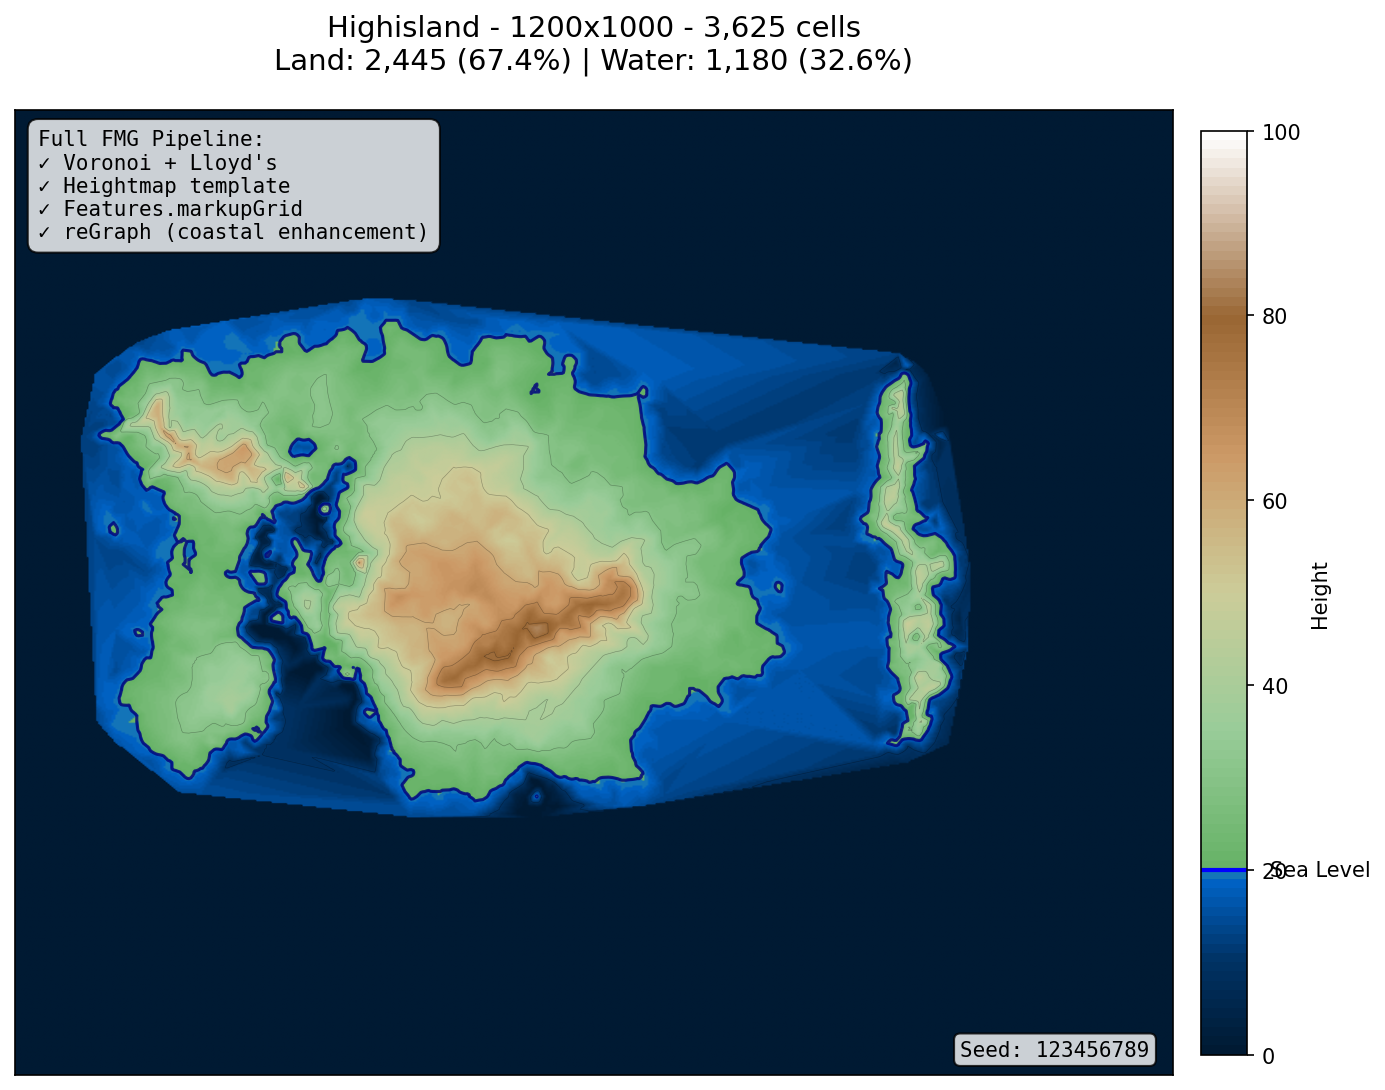 Highisland - 1200x1000 - 3,625 cells
Land: 2,445 (67.4%) | Water: 1,180 (32.6%)
Full FMG Pipeline:
✓ Voronoi + Lloyd's
✓ Heightmap template
✓ Features.markupGrid
✓ reGraph (coastal enhancement)
100
80
60
40
20
0
Sea Level
Height
Seed: 123456789